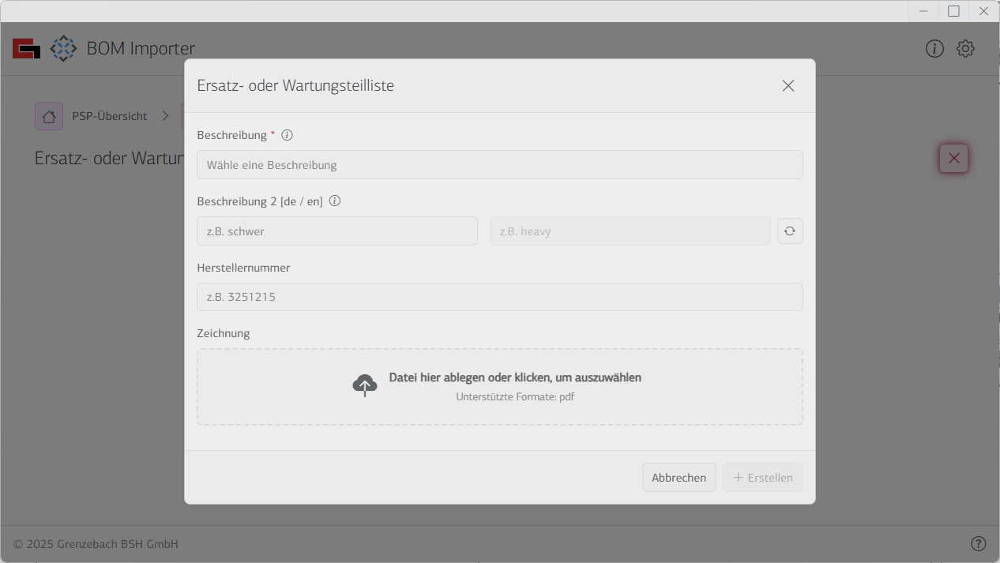 BOM Importer
Ersatz- oder Wartungsteilliste
PSP-Übersicht
Ersatz- oder Wartun
Beschreibung *
Wähle eine Beschreibung
Beschreibung 2 [de / en]
z.B. schwer
z.B. heavy
Herstellernummer
z.B. 3251215
Zeichnung
Datei hier ablegen oder klicken, um auszuwählen
Unterstützte Formate: pdf
Abbrechen
+ Erstellen
© 2025 Grenzebach BSH GmbH